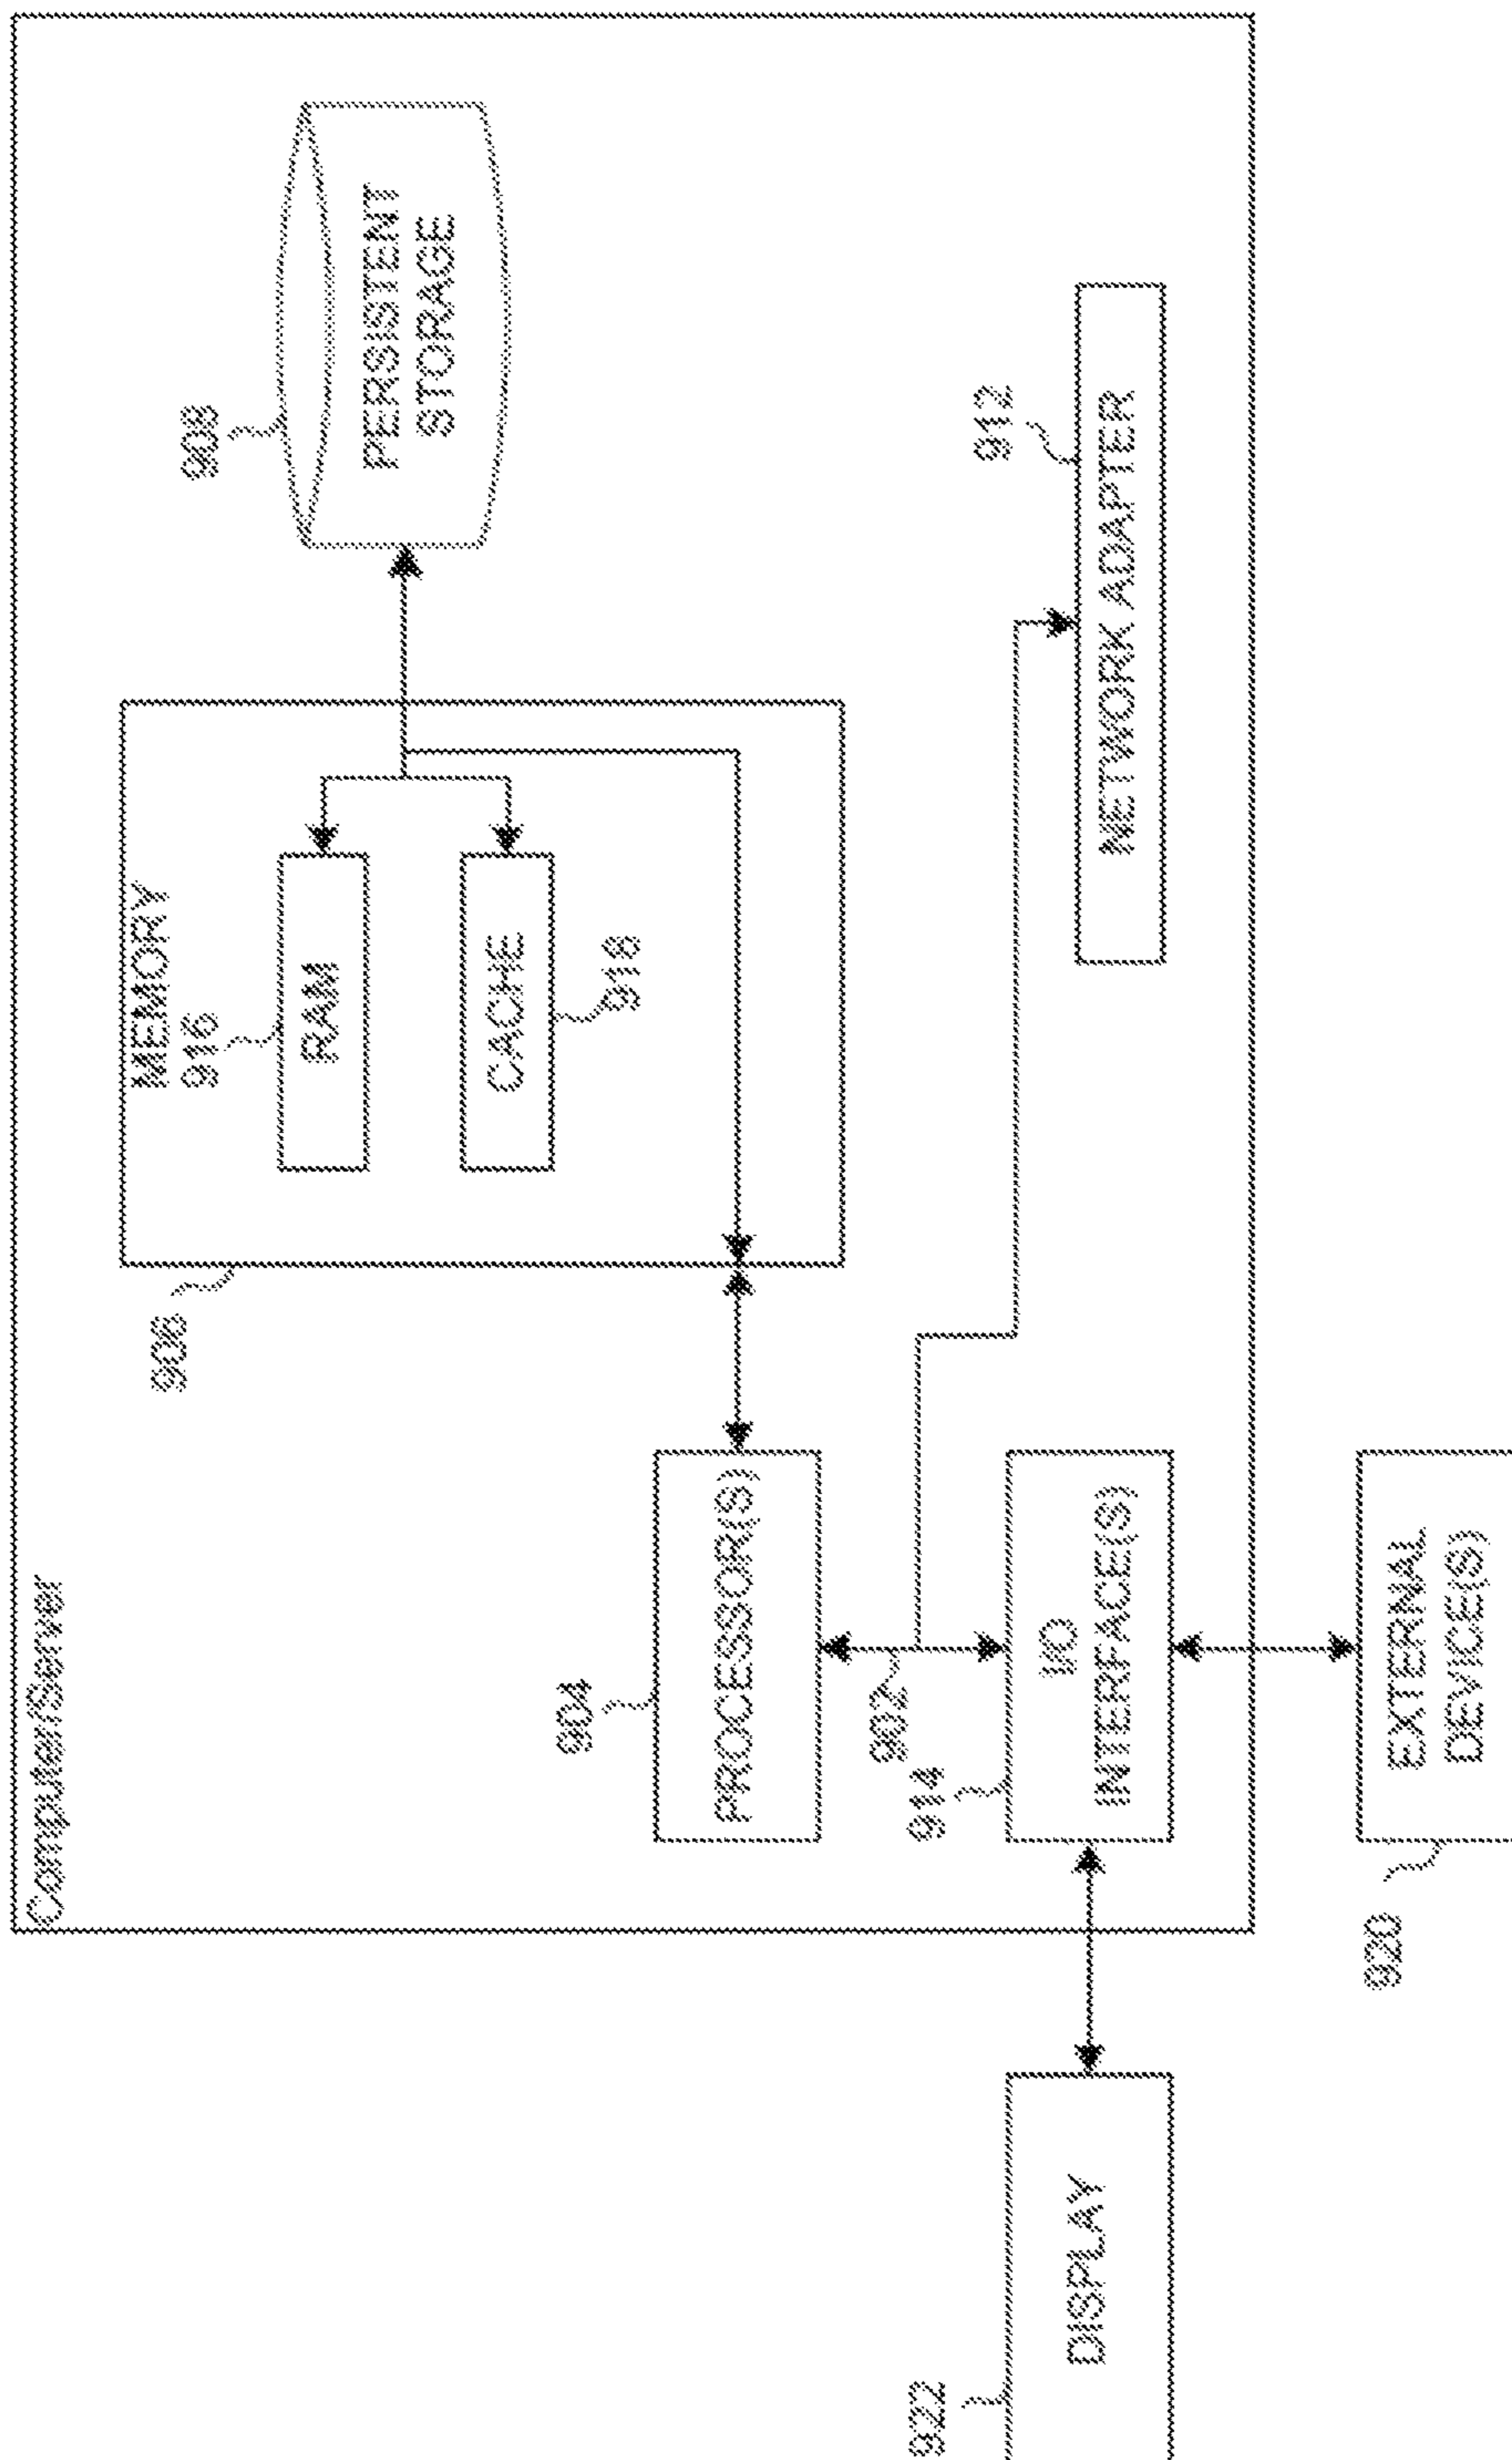 Computer/Server
MEMORY
906
916
RAM
908
PERSISTENT
STORAGE
CACHE
918
904
PROCESSOR(S)
902
912
NETWORK ADAPTER
922
DISPLAY
914
I/O
INTERFACE(S)
920
EXTERNAL
DEVICE(S)